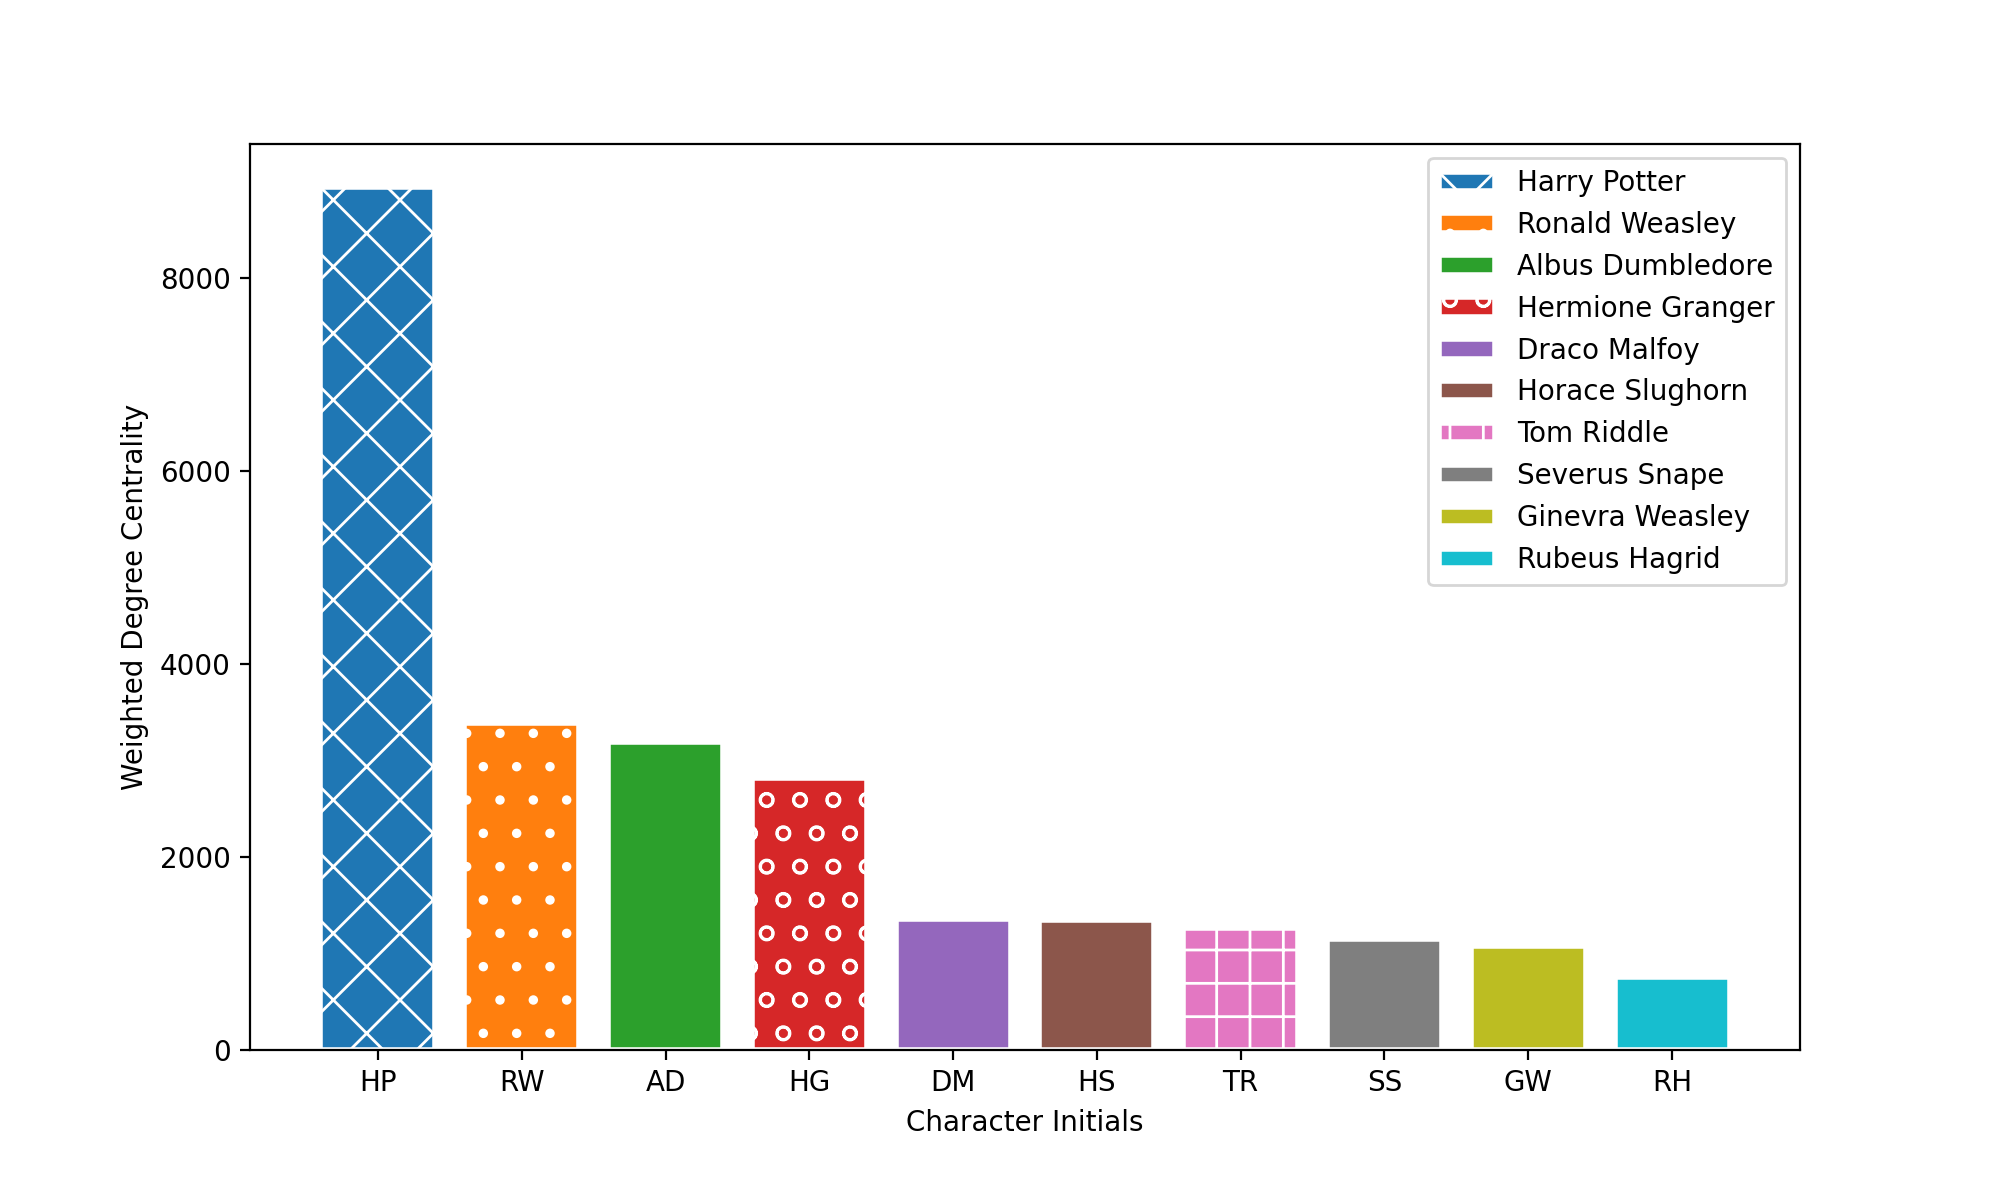 Harry Potter
Ronald Weasley
Albus Dumbledore
Hermione Granger
Draco Malfoy
Horace Slughorn
Tom Riddle
Severus Snape
Ginevra Weasley
Rubeus Hagrid
Weighted Degree Centrality
8000
6000
4000
2000
0
HP RW AD HG DM HS TR SS GW RH
Character Initials